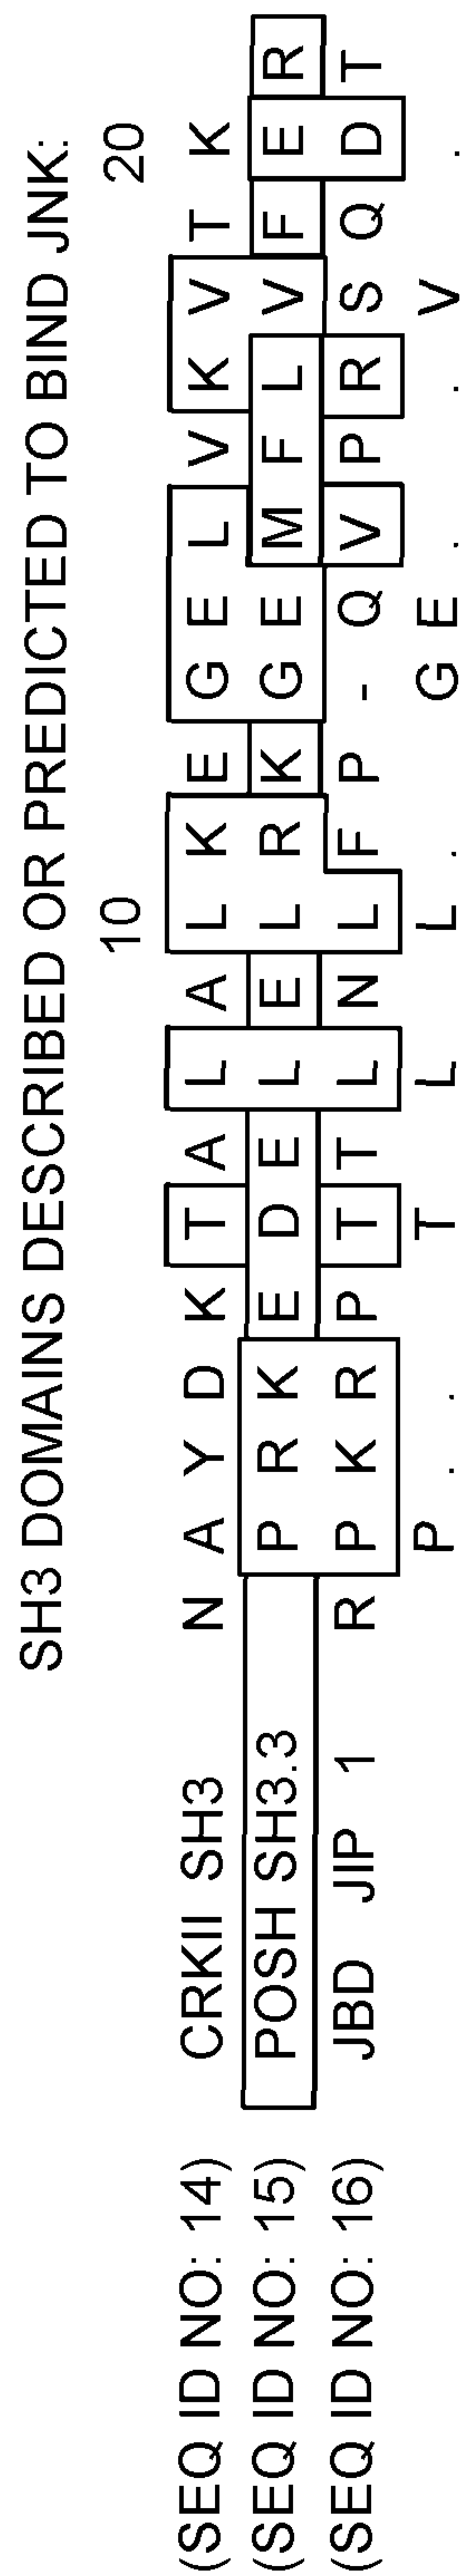 SH3 DOMAINS DESCRIBED OR PREDICTED TO BIND JNK:
10 20
(SEQ ID NO: 14) CRKII SH3 N A Y D K T A L A L K E G E L V K V T K
(SEQ ID NO: 15) POSH SH3.3 P R K E D E L E L R K G E M F L V F E R
(SEQ ID NO: 16) JBD JIP 1 R P K R P T T L N L F P - Q V P R S Q D T
P . . T L L . G E . . V .